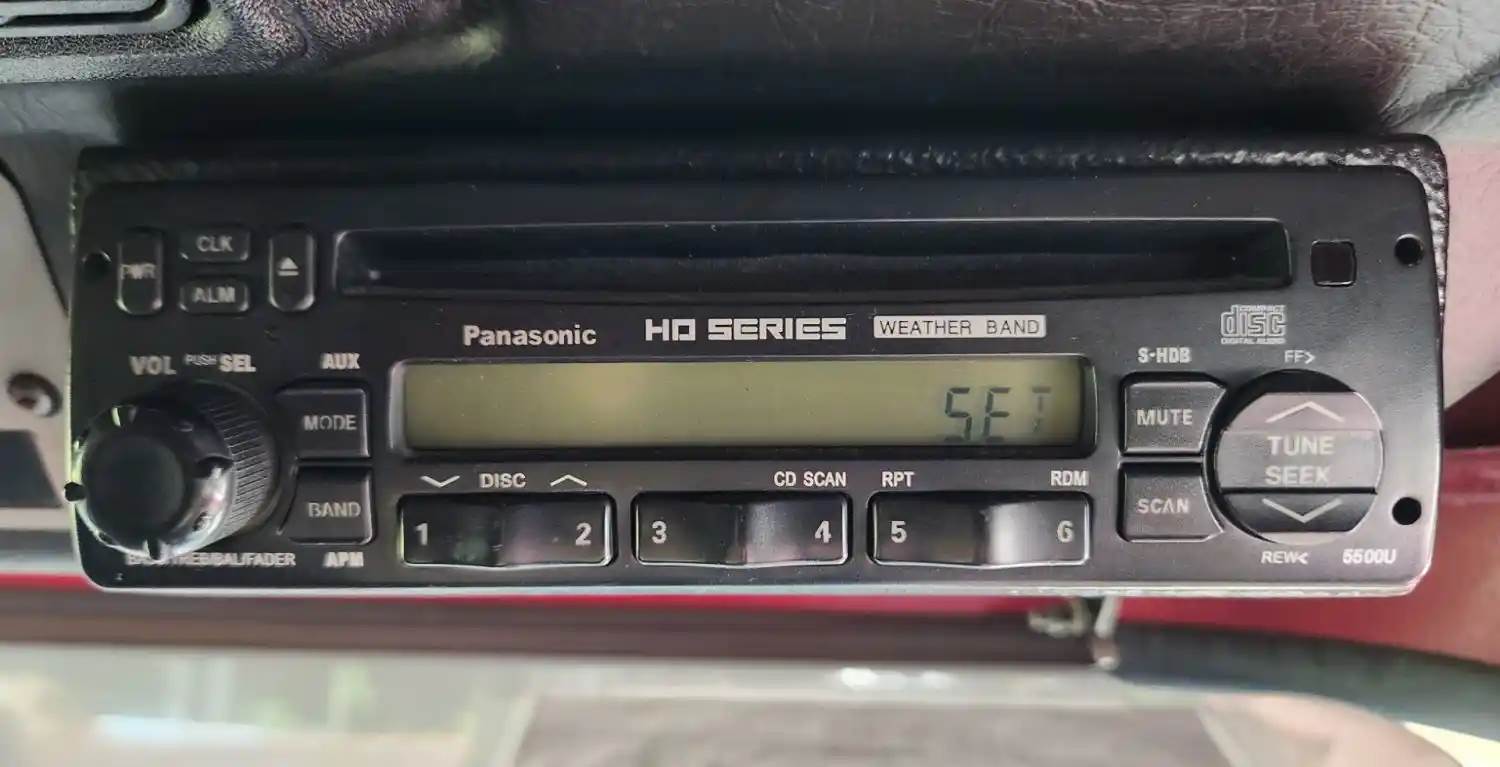 CLK
PWR
ALM
Panasonic HD SERIES WEATHER BAND
COMPACT
disc
DIGITAL AUDIO
VOL PUSH SEL AUX S-HDB FF>
SET
MODE MUTE
TUNE
SEEK
DISC CD SCAN RPT RDM
BAND 1 2 3 4 5 6 SCAN
BASS/TREB/BAL/FADER APM REW< 5500U